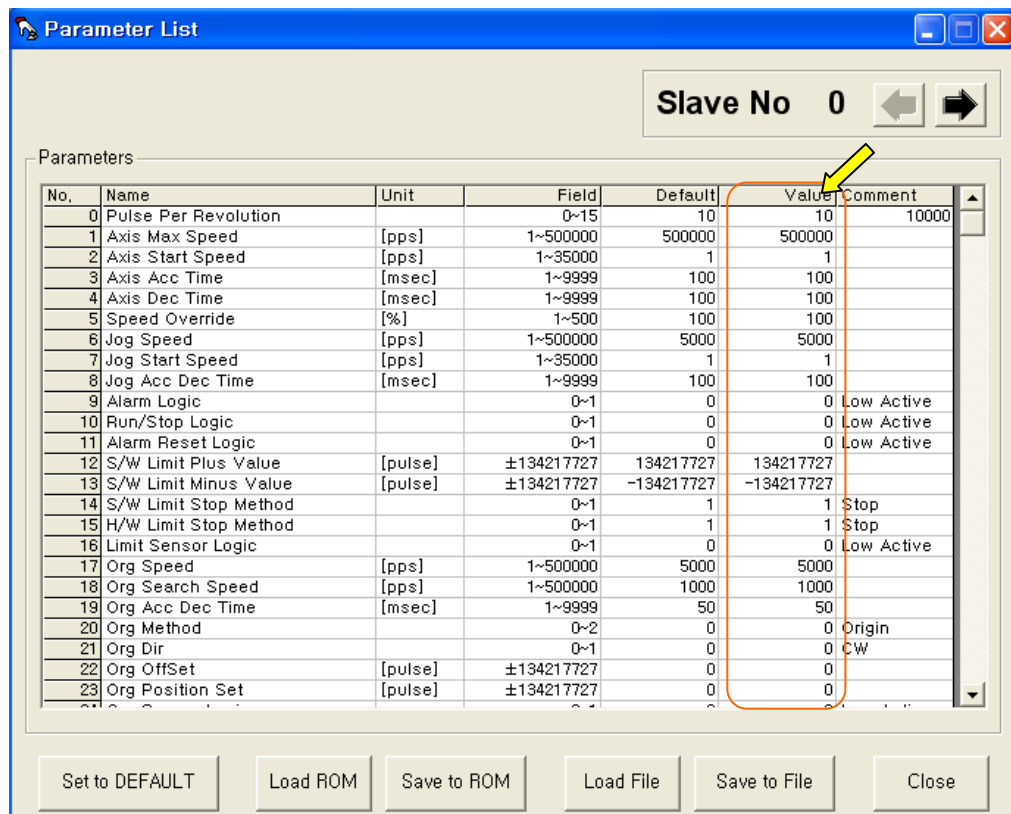 Parameter List
Slave No 0
Parameters
No, Name Unit Field Default Value Comment
0 Pulse Per Revolution 0~15 10 10 10000
1 Axis Max Speed [pps] 1~500000 500000 500000
2 Axis Start Speed [pps] 1~35000 1 1
3 Axis Acc Time [msec] 1~9999 100 100
4 Axis Dec Time [msec] 1~9999 100 100
5 Speed Override [%] 1~500 100 100
6 Jog Speed [pps] 1~500000 5000 5000
7 Jog Start Speed [pps] 1~35000 1 1
8 Jog Acc Dec Time [msec] 1~9999 100 100
9 Alarm Logic 0~1 0 0 Low Active
10 Run/Stop Logic 0~1 0 0 Low Active
11 Alarm Reset Logic 0~1 0 0 Low Active
12 S/W Limit Plus Value [pulse] ±134217727 134217727 134217727
13 S/W Limit Minus Value [pulse] ±134217727 -134217727 -134217727
14 S/W Limit Stop Method 0~1 1 1 Stop
15 H/W Limit Stop Method 0~1 1 1 Stop
16 Limit Sensor Logic 0~1 0 0 Low Active
17 Org Speed [pps] 1~500000 5000 5000
18 Org Search Speed [pps] 1~500000 1000 1000
19 Org Acc Dec Time [msec] 1~9999 50 50
20 Org Method 0~2 0 0 Origin
21 Org Dir 0~1 0 0 CW
22 Org OffSet [pulse] ±134217727 0 0
23 Org Position Set [pulse] ±134217727 0 0
Set to DEFAULT Load ROM Save to ROM Load File Save to File Close